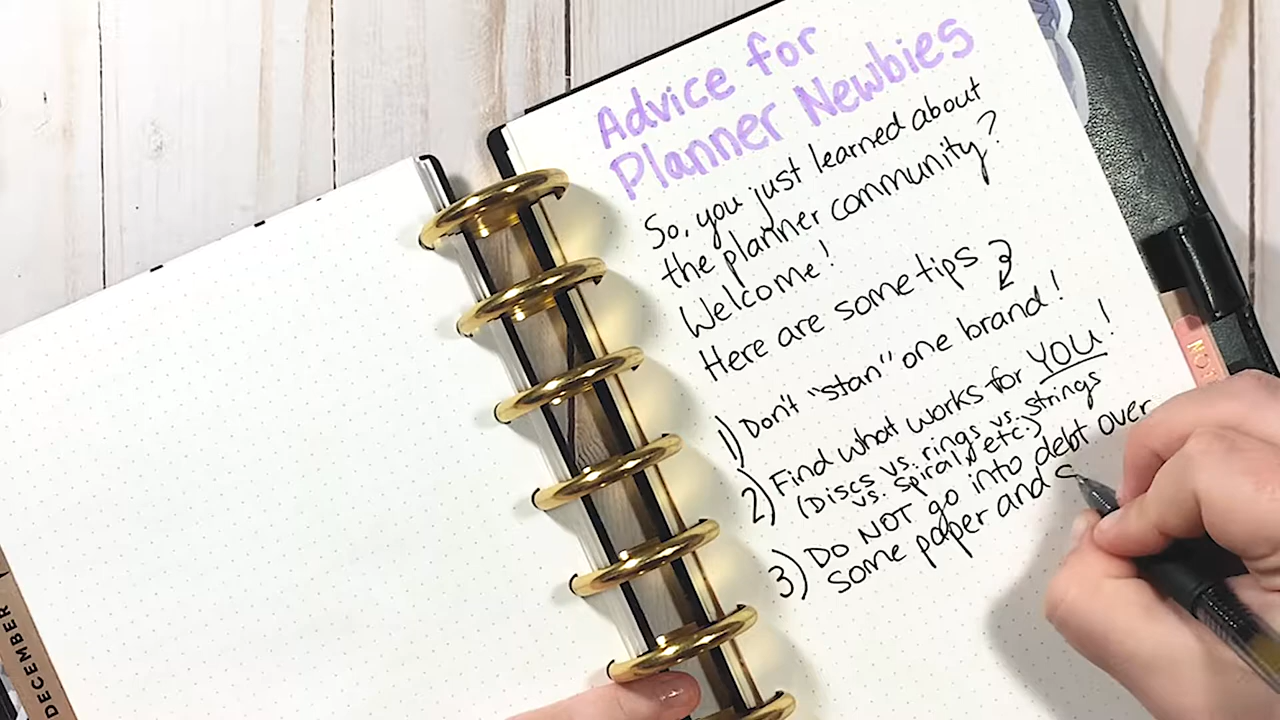 Advice for
Planner Newbies
So, you just learned about
the planner community?
Welcome!
Here are some tips
1) Don't "stan" one brand!
2) Find what works for YOU!
(Discs vs. rings vs. strings
vs. spiral, etc.)
3) Do NOT go into debt over
some paper and s
DECEMBER
NOT